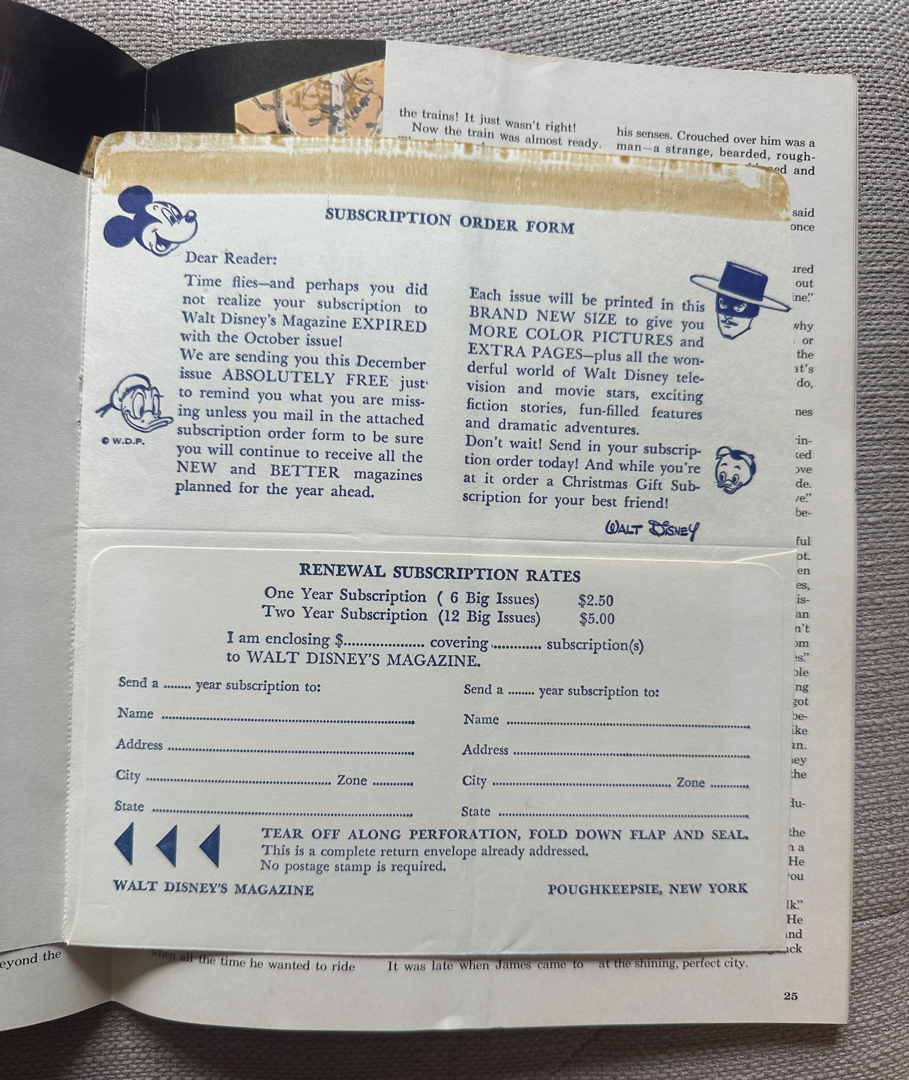 the trains! It just wasn't right!
Now the train was almost ready.
his senses. Crouched over him was a
man—a strange, bearded, rough-
and
said
once
SUBSCRIPTION ORDER FORM
Dear Reader:
Time flies—and perhaps you did
not realize your subscription to
Walt Disney's Magazine EXPIRED
with the October issue!
We are sending you this December
issue ABSOLUTELY FREE just
to remind you what you are miss-
ing unless you mail in the attached
subscription order form to be sure
you will continue to receive all the
NEW and BETTER magazines
planned for the year ahead.
© W.D.P.
Each issue will be printed in this
BRAND NEW SIZE to give you
MORE COLOR PICTURES and
EXTRA PAGES—plus all the won-
derful world of Walt Disney tele-
vision and movie stars, exciting
fiction stories, fun-filled features
and dramatic adventures.
Don't wait! Send in your subscrip-
tion order today! And while you're
at it order a Christmas Gift Sub-
scription for your best friend!
WALT DISNEY
RENEWAL SUBSCRIPTION RATES
One Year Subscription ( 6 Big Issues) $2.50
Two Year Subscription (12 Big Issues) $5.00
I am enclosing $.................... covering ............ subscription(s)
to WALT DISNEY'S MAGAZINE.
Send a ........ year subscription to:
Name
Address
City Zone
State
Send a ........ year subscription to:
Name
Address
City Zone
State
TEAR OFF ALONG PERFORATION, FOLD DOWN FLAP AND SEAL.
This is a complete return envelope already addressed.
No postage stamp is required.
WALT DISNEY'S MAGAZINE
POUGHKEEPSIE, NEW YORK
out
or
the
do,
ful
en
an
the
He
He
the
when all the time he wanted to ride
It was late when James came to
at the shining, perfect city.
25